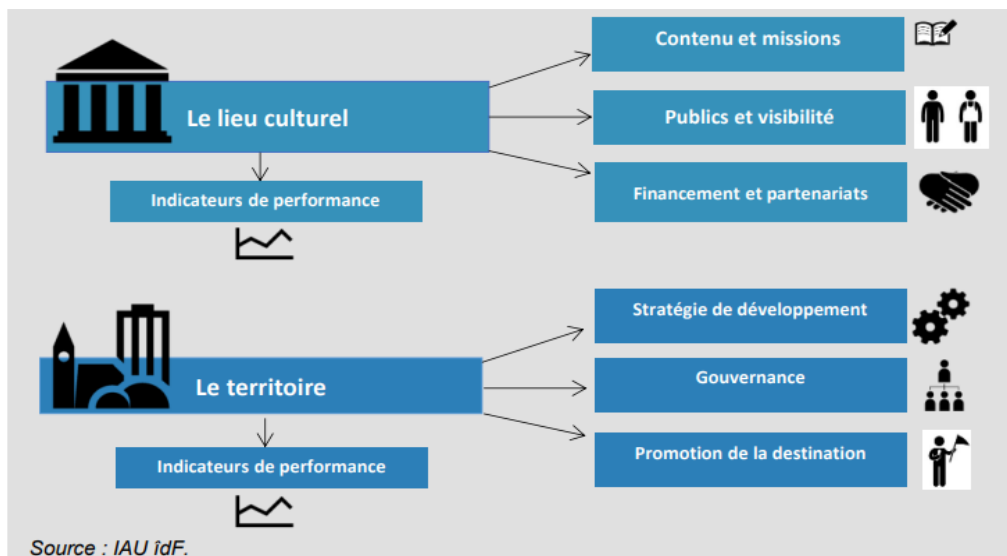 Contenu et missions
Le lieu culturel
Publics et visibilité
Indicateurs de performance
Financement et partenariats
Stratégie de développement
Le territoire
Gouvernance
Indicateurs de performance
Promotion de la destination
Source : IAU îdF.